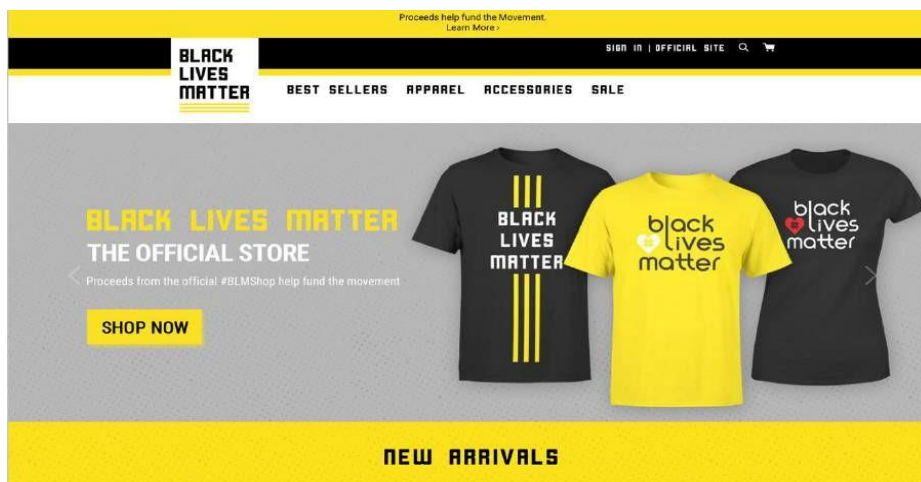 Proceeds help fund the Movement.
Learn More ›
SIGN IN | OFFICIAL SITE
BLACK
LIVES
MATTER
BEST SELLERS APPAREL ACCESSORIES SALE
BLACK LIVES MATTER
THE OFFICIAL STORE
Proceeds from the official #BLMShop help fund the movement
SHOP NOW
BLACK
LIVES
MATTER
black
lives
matter
black
lives
matter
NEW ARRIVALS